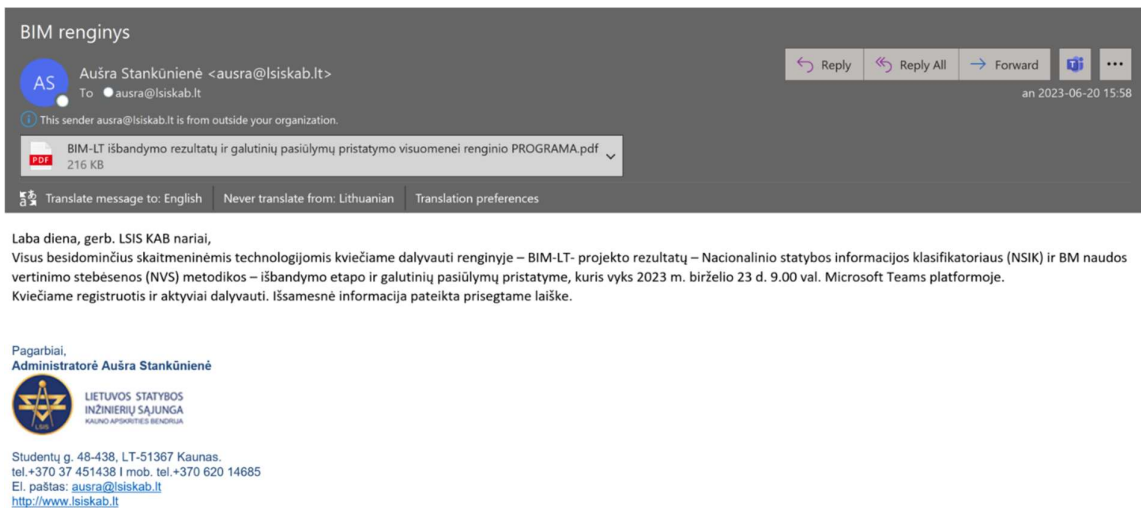 BIM renginys
AS
Aušra Stankūnienė <ausra@lsiskab.lt>
To ausra@lsiskab.lt
Reply
Reply All
Forward
an 2023-06-20 15:58
This sender ausra@lsiskab.lt is from outside your organization.
PDF
BIM-LT išbandymo rezultatų ir galutinių pasiūlymų pristatymo visuomenei renginio PROGRAMA.pdf
216 KB
Translate message to: English
Never translate from: Lithuanian
Translation preferences
Laba diena, gerb. LSIS KAB nariai,
Visus besidominčius skaitmeninėmis technologijomis kviečiame dalyvauti renginyje – BIM-LT- projekto rezultatų – Nacionalinio statybos informacijos klasifikatoriaus (NSIK) ir BM naudos
vertinimo stebėsenos (NVS) metodikos – išbandymo etapo ir galutinių pasiūlymų pristatyme, kuris vyks 2023 m. birželio 23 d. 9.00 val. Microsoft Teams platformoje.
Kviečiame registruotis ir aktyviai dalyvauti. Išsamesnė informacija pateikta prisegtame laiške.
Pagarbiai,
Administratorė Aušra Stankūnienė
LSIS
LIETUVOS STATYBOS
INŽINIERIŲ SĄJUNGA
KAUNO APSKRITIES BENDRIJA
Studentų g. 48-438, LT-51367 Kaunas.
tel.+370 37 451438 I mob. tel.+370 620 14685
El. paštas: ausra@lsiskab.lt
http://www.lsiskab.lt